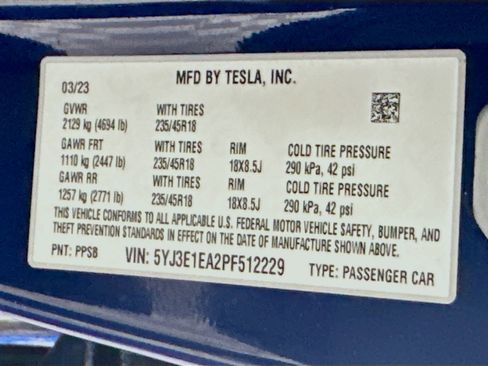 MFD BY TESLA, INC.
03/23
GVWR WITH TIRES
2129 kg (4694 lb) 235/45R18
GAWR FRT WITH TIRES RIM COLD TIRE PRESSURE
1110 kg (2447 lb) 235/45R18 18X8.5J 290 kPa, 42 psi
GAWR RR WITH TIRES RIM COLD TIRE PRESSURE
1257 kg (2771 lb) 235/45R18 18X8.5J 290 kPa, 42 psi
THIS VEHICLE CONFORMS TO ALL APPLICABLE U.S. FEDERAL MOTOR VEHICLE SAFETY, BUMPER, AND
THEFT PREVENTION STANDARDS IN EFFECT ON THE DATE OF MANUFACTURE SHOWN ABOVE.
PNT: PPSB VIN: 5YJ3E1EA2PF512229 TYPE: PASSENGER CAR